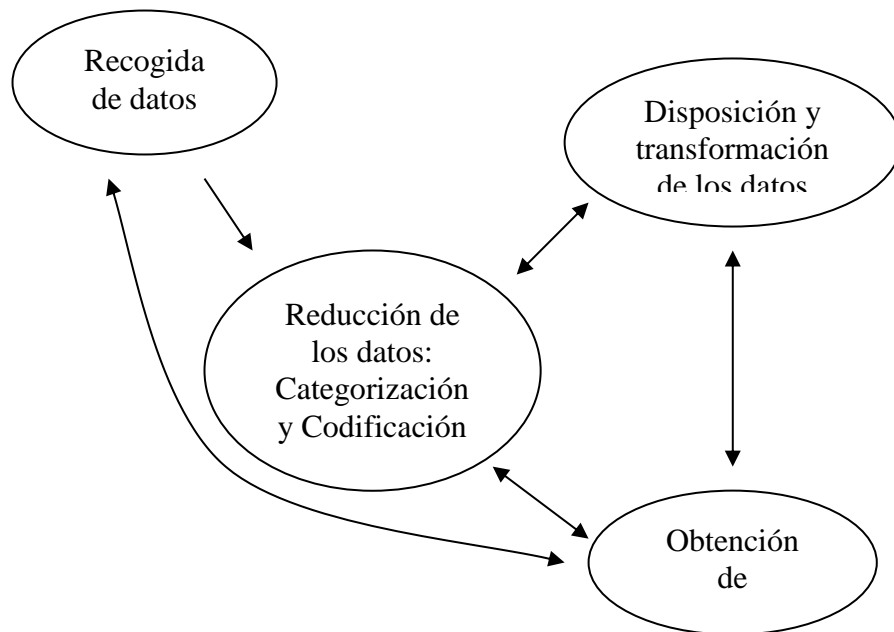 Recogida
de datos
Disposición y
transformación
de los datos
Reducción de
los datos:
Categorización
y Codificación
Obtención
de